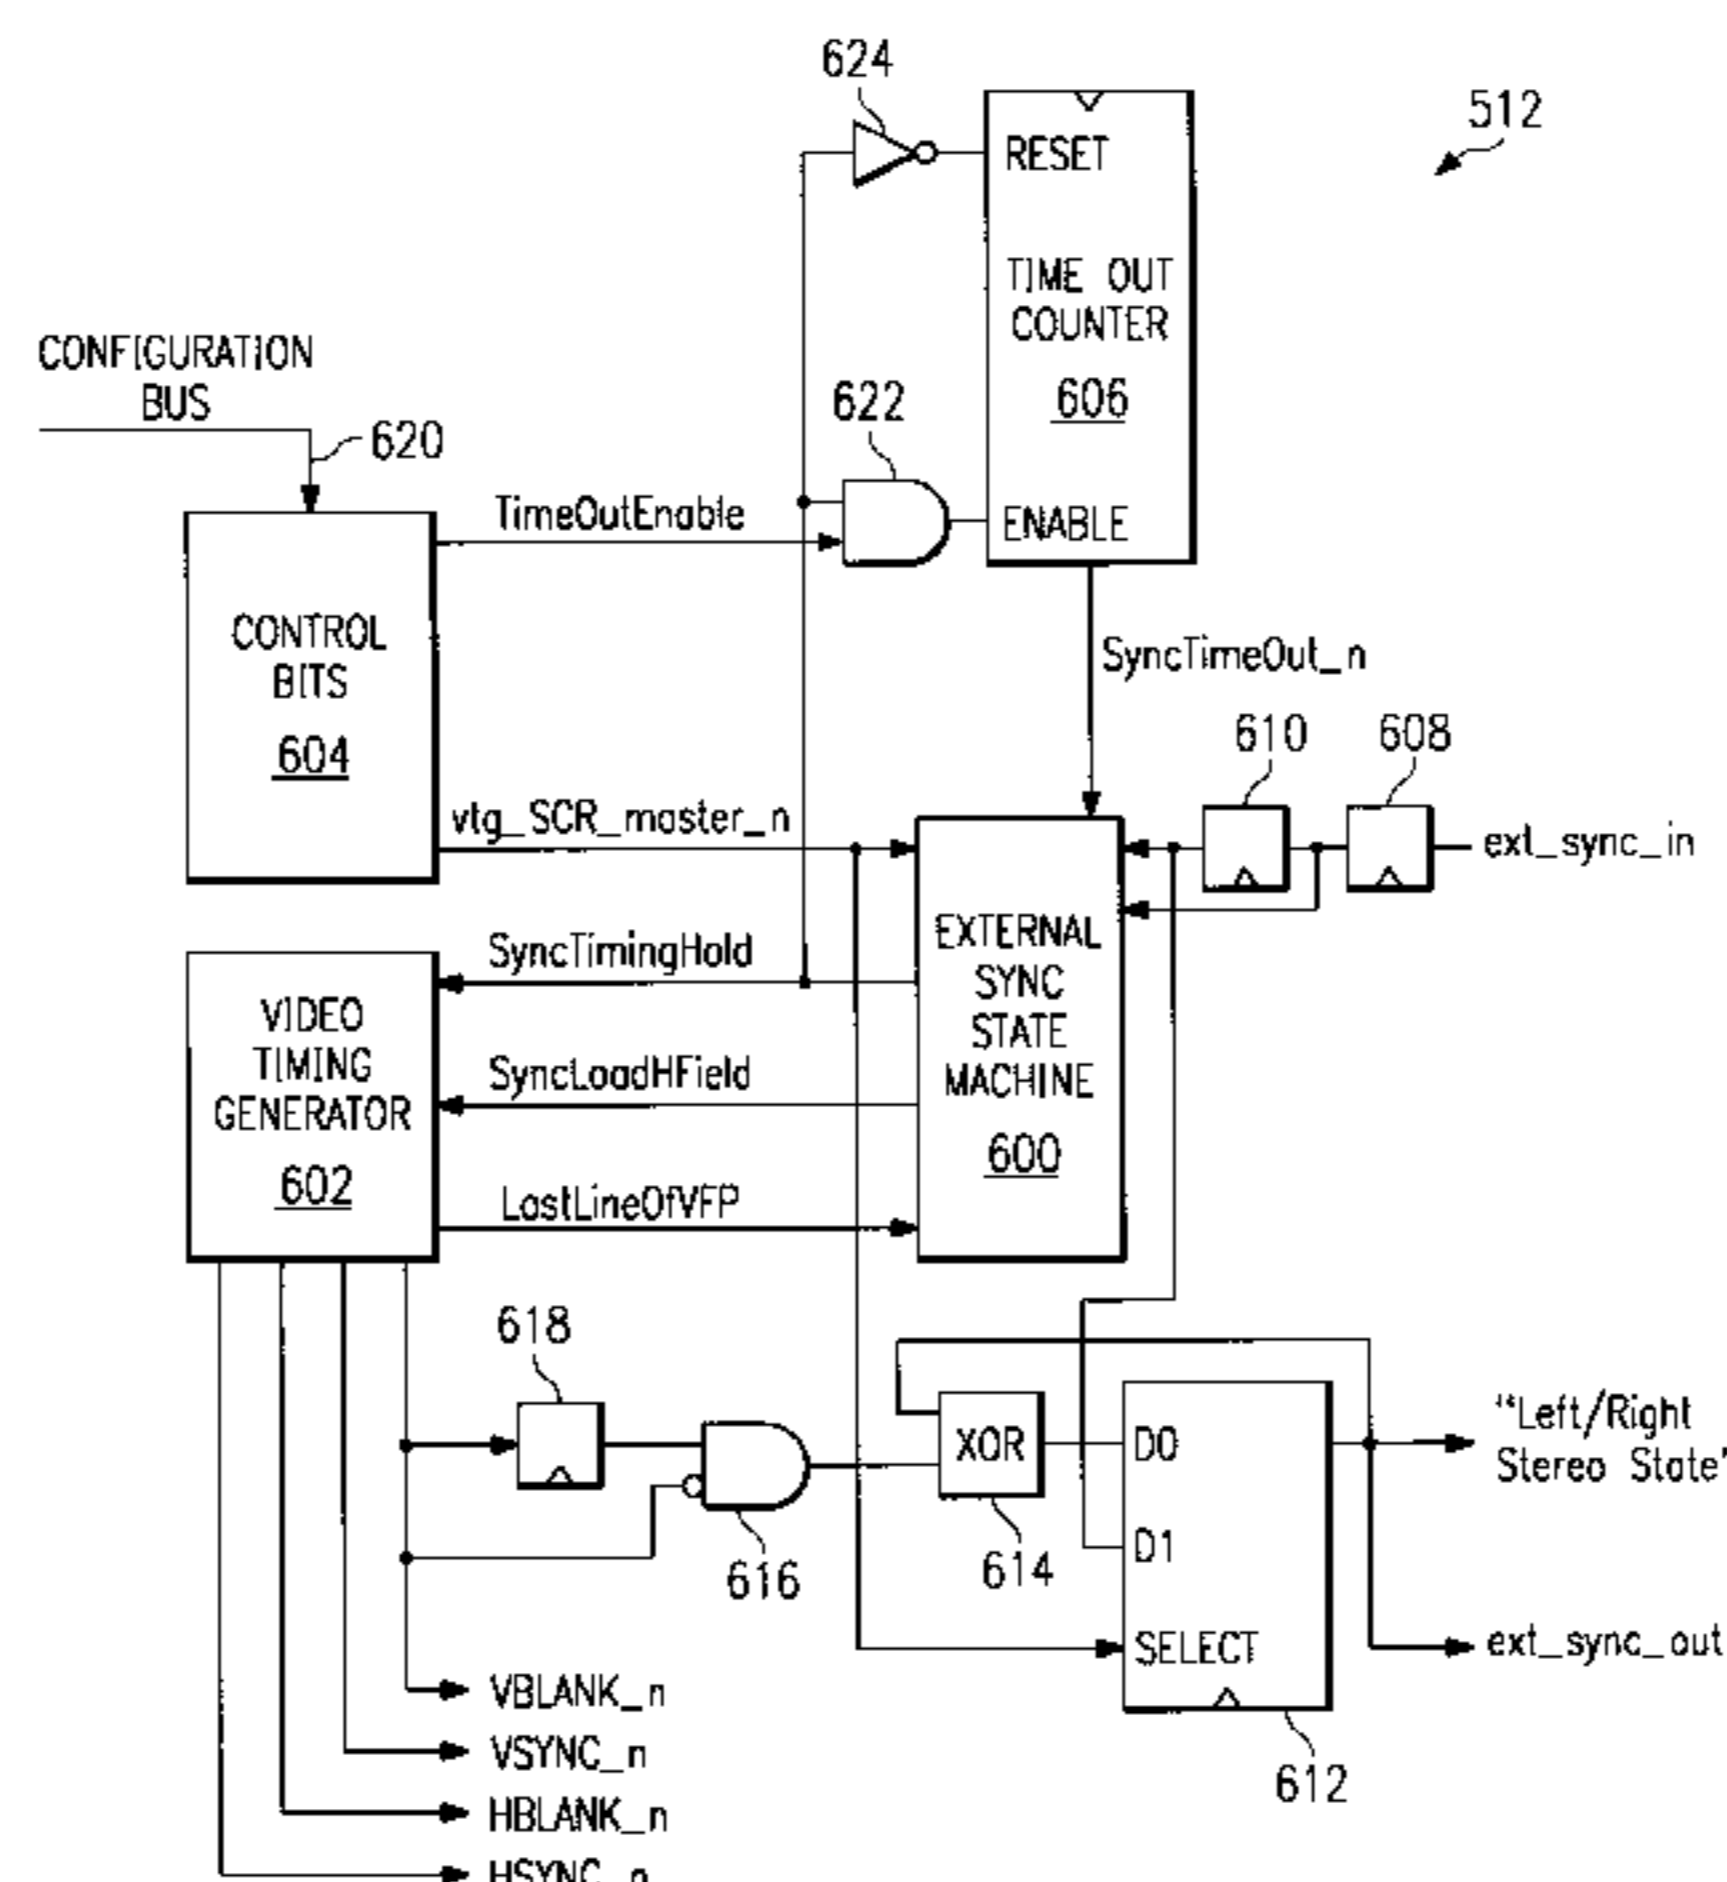 624
512
RESET
TIME OUT
COUNTER
606
CONFIGURATION
BUS
620
622
TimeOutEnable
ENABLE
CONTROL
BITS
604
SyncTimeOut_n
610
608
vtg_SCR_master_n
ext_sync_in
SyncTimingHold
EXTERNAL
SYNC
STATE
MACHINE
600
VIDEO
TIMING
GENERATOR
602
SyncLoadHField
LastLineOfVFP
618
XOR
D0
"Left/Right
Stereo State"
616
614
D1
SELECT
ext_sync_out
VBLANK_n
VSYNC_n
612
HBLANK_n
HSYNC_n